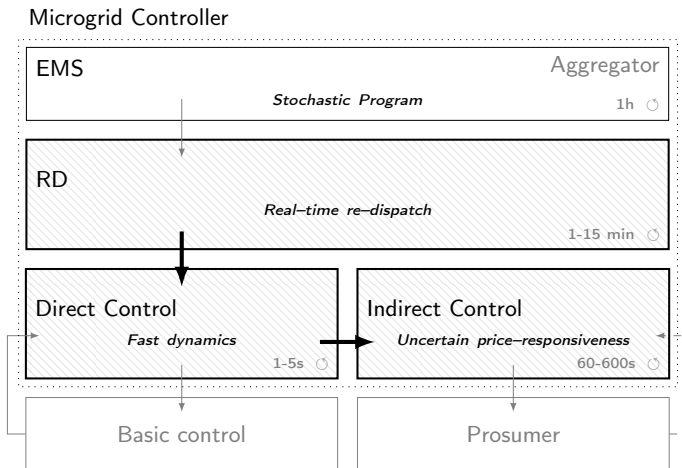 Microgrid Controller
EMS
Aggregator
Stochastic Program
1h
RD
Real–time re–dispatch
1-15 min
Direct Control
Fast dynamics
1-5s
Indirect Control
Uncertain price–responsiveness
60-600s
Basic control
Prosumer